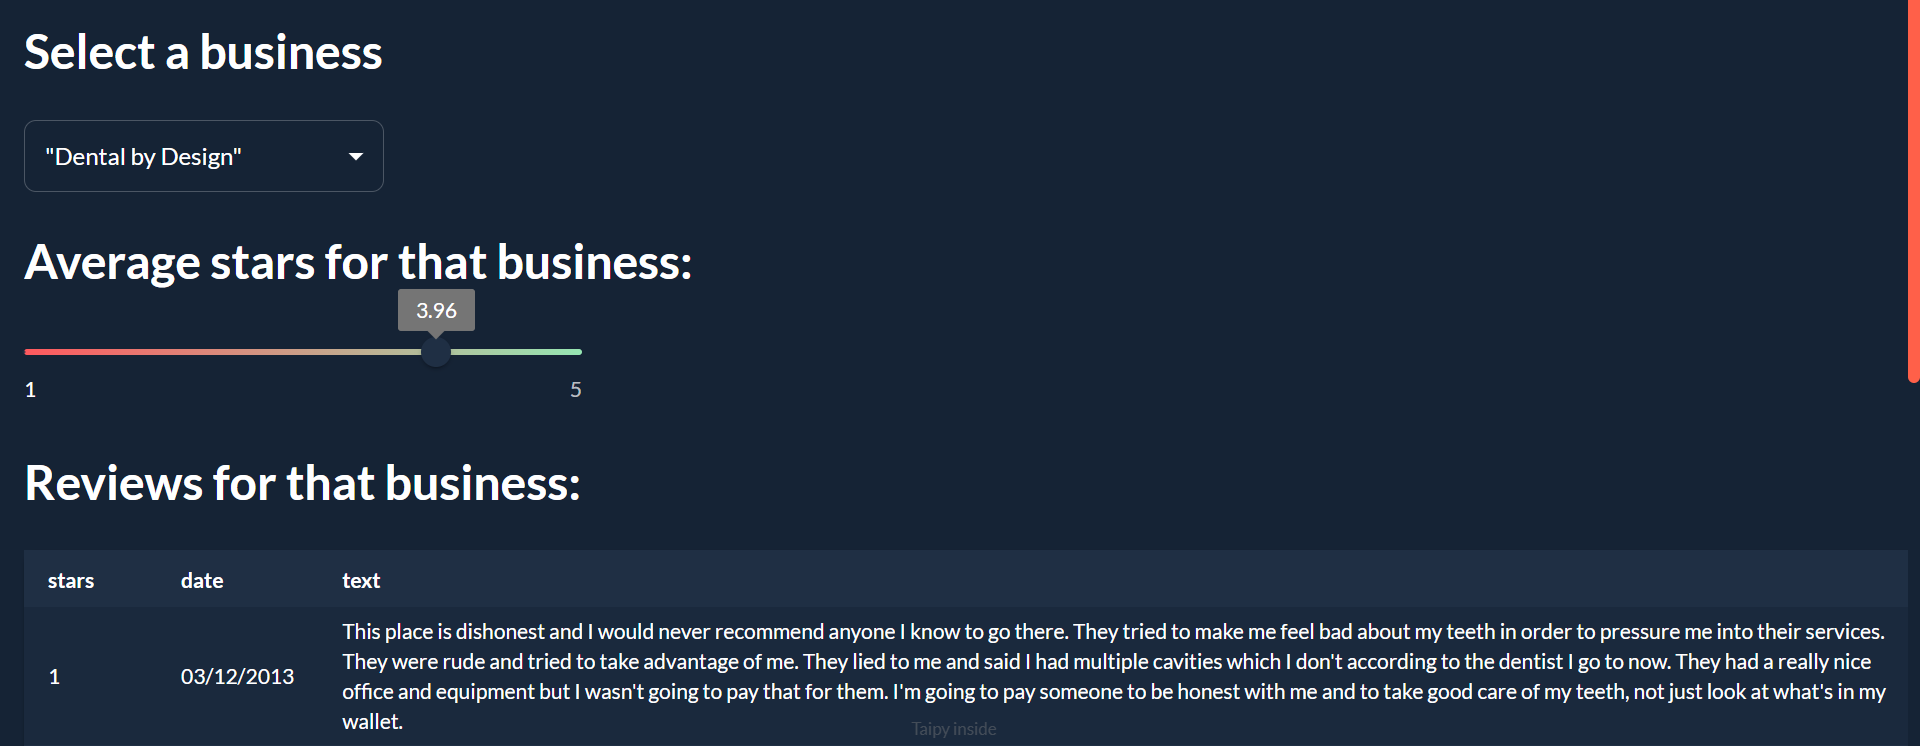 Select a business
"Dental by Design"
Average stars for that business:
3.96
1 5
Reviews for that business:
stars date text
This place is dishonest and I would never recommend anyone I know to go there. They tried to make me feel bad about my teeth in order to pressure me into their services.
They were rude and tried to take advantage of me. They lied to me and said I had multiple cavities which I don't according to the dentist I go to now. They had a really nice
1 03/12/2013
office and equipment but I wasn't going to pay that for them. I'm going to pay someone to be honest with me and to take good care of my teeth, not just look at what's in my
wallet.
Taipy inside